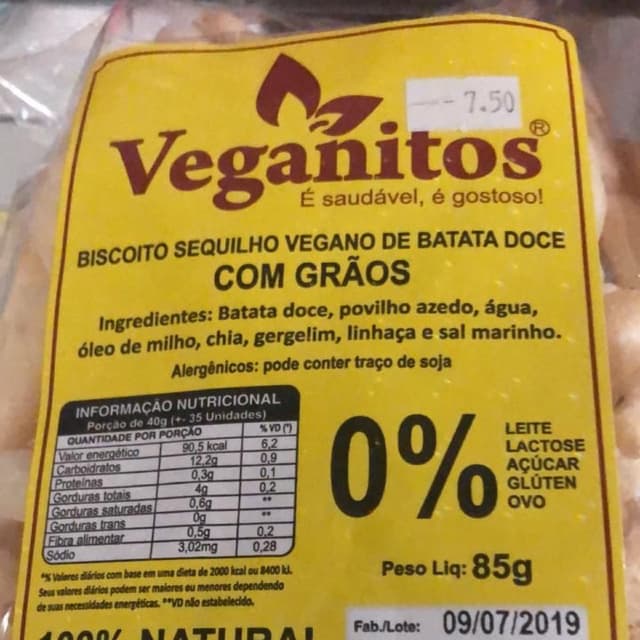 -- 7.50
Vegañitos®
É saudável, é gostoso!
BISCOITO SEQUILHO VEGANO DE BATATA DOCE
COM GRÃOS
Ingredientes: Batata doce, povilho azedo, água,
óleo de milho, chia, gergelim, linhaça e sal marinho.
Alergênicos: pode conter traço de soja
INFORMAÇÃO NUTRICIONAL
Porção de 40g (+- 35 Unidades)
QUANTIDADE POR PORÇÃO % VD (*)
Valor energético 90,5 kcal 6,2
Carboidratos 12,2g 0,9
Proteínas 0,3g 0,1
Gorduras totais 4g 0,2
Gorduras saturadas 0,6g **
Gorduras trans 0g **
Fibra alimentar 0,5g 0,2
Sódio 3,02mg 0,28
*% Valores diários com base em uma dieta de 2000 kcal ou 8400 kJ.
Seus valores diários podem ser maiores ou menores dependendo
de suas necessidades energéticas. **VD não estabelecido.
0%
LEITE
LACTOSE
AÇÚCAR
GLÚTEN
OVO
Peso Liq: 85g
Fab./Lote: 09/07/2019
100% NATURAL